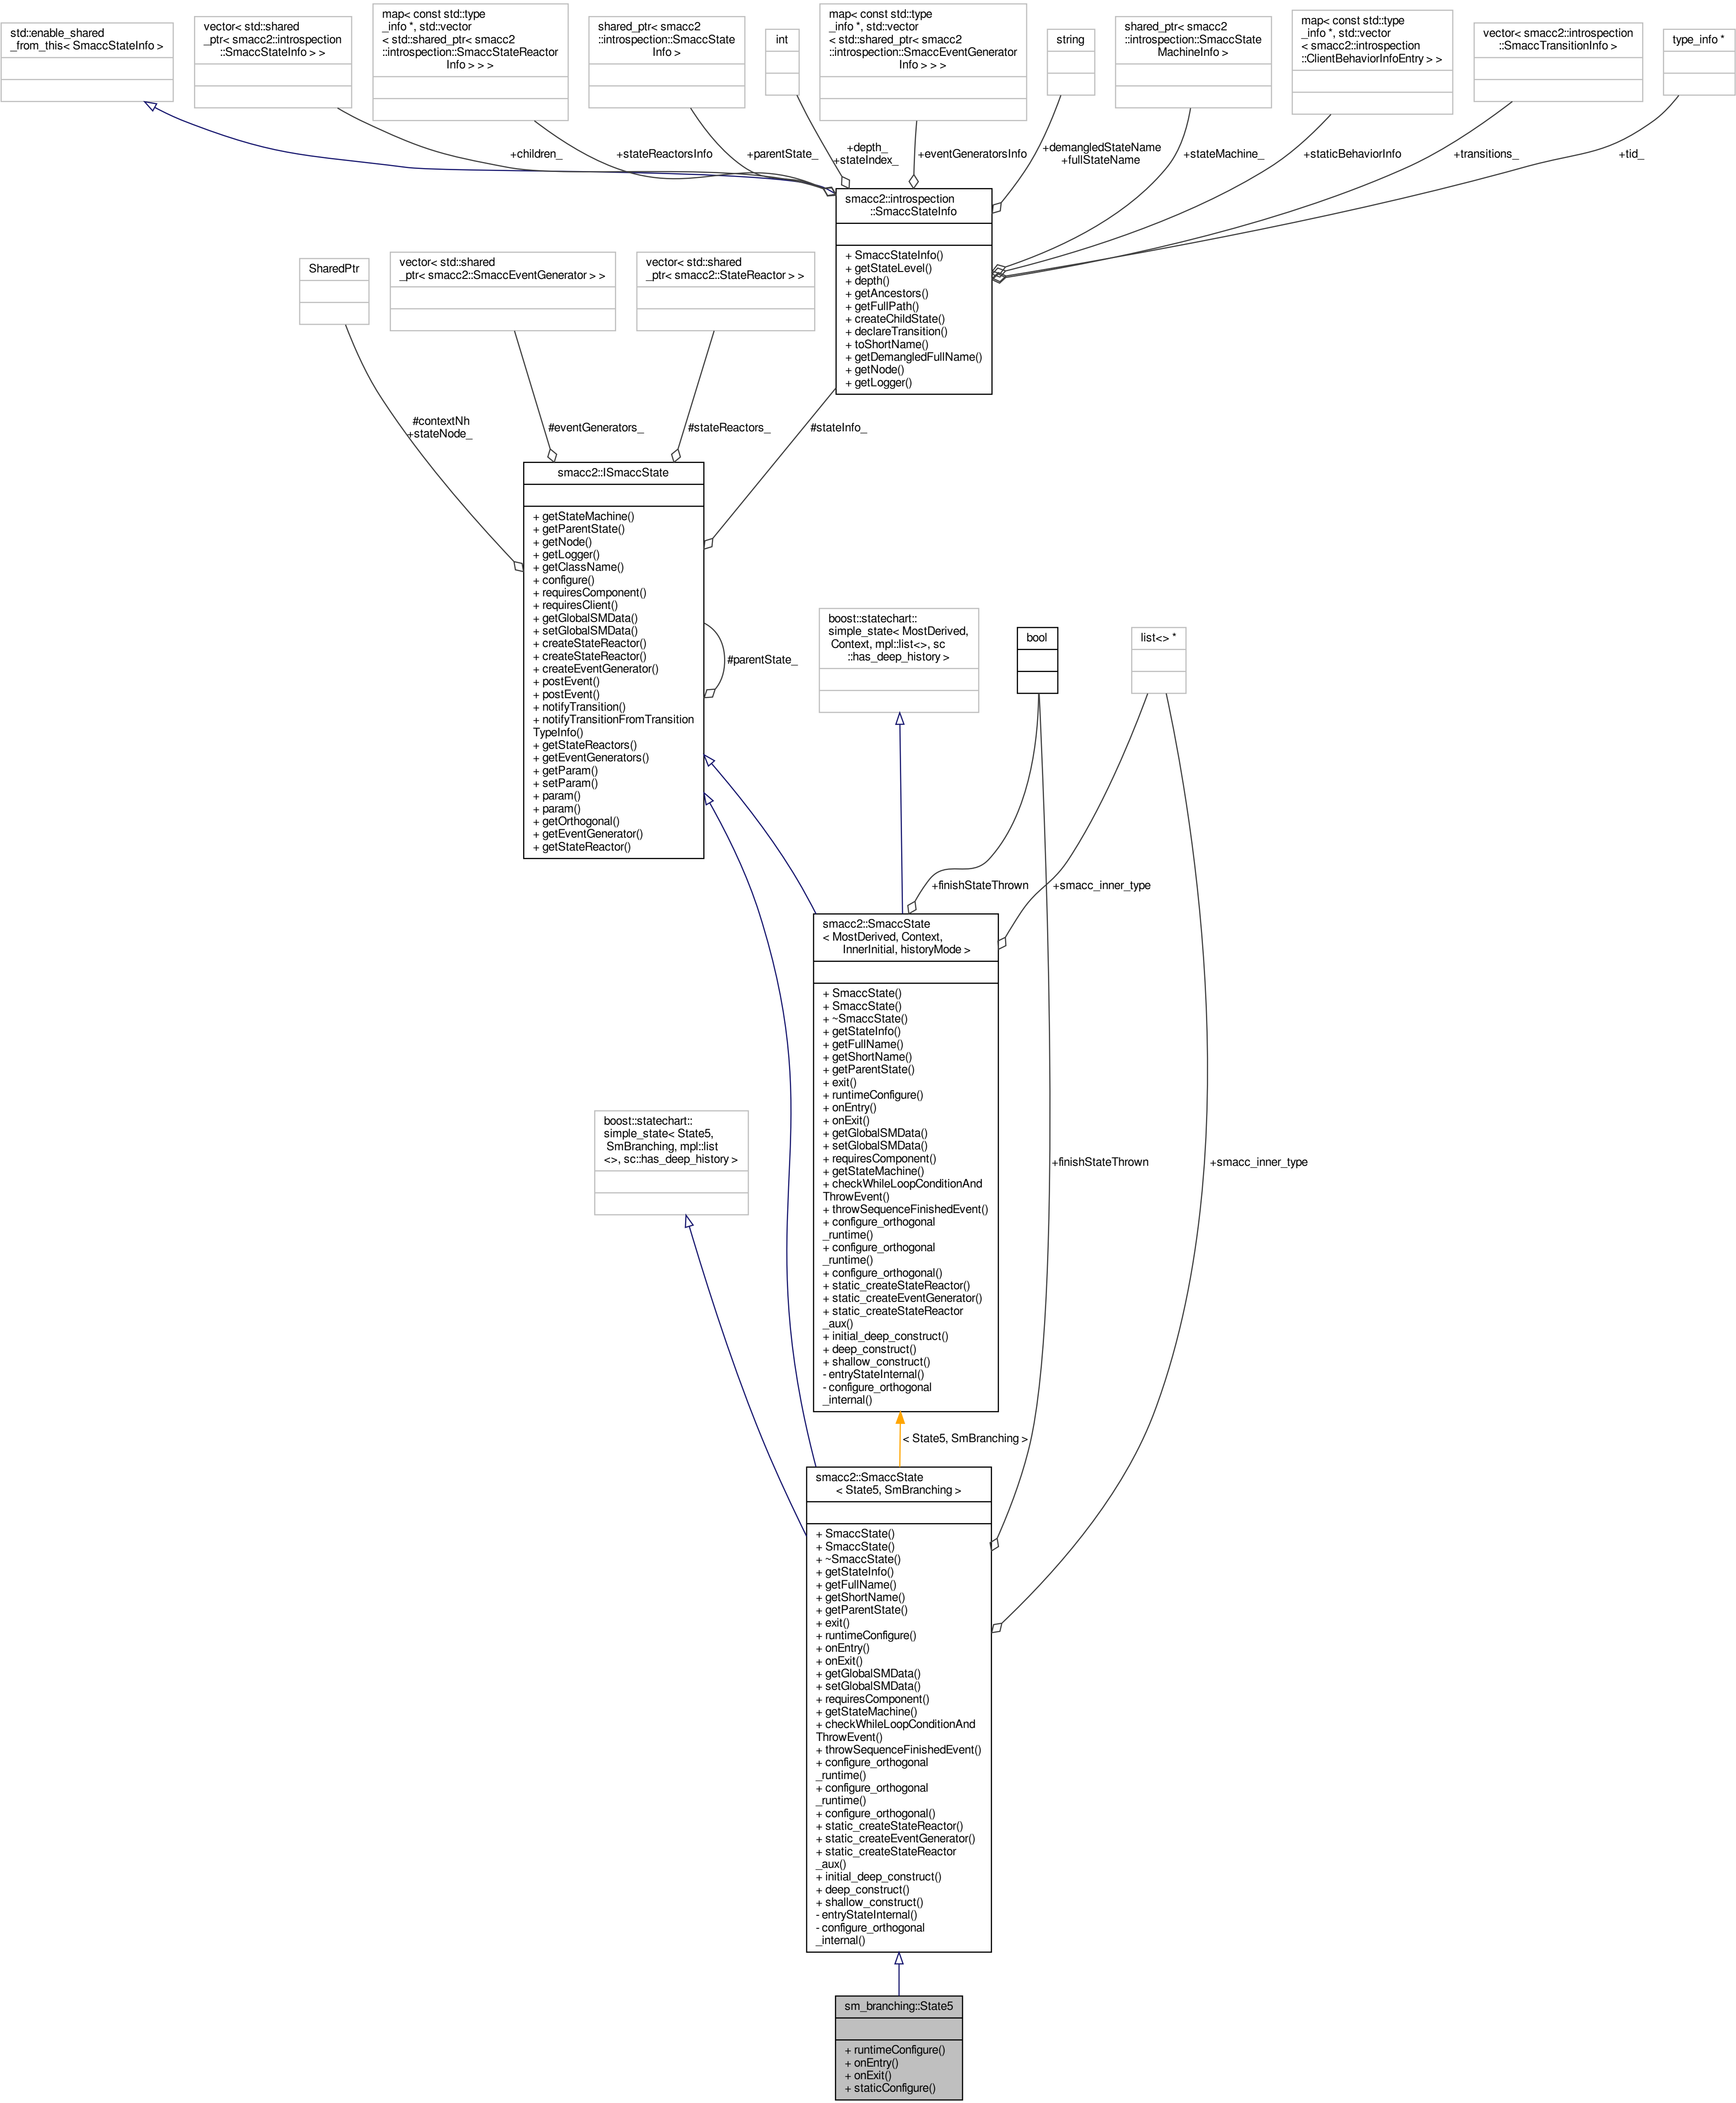 std::enable_shared
_from_this< SmaccStateInfo >
vector< std::shared
_ptr< smacc2::introspection
::SmaccStateInfo > >
map< const std::type
_info *, std::vector
< std::shared_ptr< smacc2
::introspection::SmaccStateReactor
Info > > >
shared_ptr< smacc2
::introspection::SmaccState
Info >
int
map< const std::type
_info *, std::vector
< std::shared_ptr< smacc2
::introspection::SmaccEventGenerator
Info > > >
string
shared_ptr< smacc2
::introspection::SmaccState
MachineInfo >
map< const std::type
_info *, std::vector
< smacc2::introspection
::ClientBehaviorInfoEntry > >
vector< smacc2::introspection
::SmaccTransitionInfo >
type_info *
+children_
+stateReactorsInfo
+parentState_
+depth_
+stateIndex_
+eventGeneratorsInfo
+demangledStateName
+fullStateName
+stateMachine_
+staticBehaviorInfo
+transitions_
+tid_
smacc2::introspection
::SmaccStateInfo
+ SmaccStateInfo()
+ getStateLevel()
+ depth()
+ getAncestors()
+ getFullPath()
+ createChildState()
+ declareTransition()
+ toShortName()
+ getDemangledFullName()
+ getNode()
+ getLogger()
SharedPtr
vector< std::shared
_ptr< smacc2::SmaccEventGenerator > >
vector< std::shared
_ptr< smacc2::StateReactor > >
#contextNh
+stateNode_
#eventGenerators_
#stateReactors_
#stateInfo_
smacc2::ISmaccState
+ getStateMachine()
+ getParentState()
+ getNode()
+ getLogger()
+ getClassName()
+ configure()
+ requiresComponent()
+ requiresClient()
+ getGlobalSMData()
+ setGlobalSMData()
+ createStateReactor()
+ createStateReactor()
+ createEventGenerator()
+ postEvent()
+ postEvent()
+ notifyTransition()
+ notifyTransitionFromTransition
TypeInfo()
+ getStateReactors()
+ getEventGenerators()
+ getParam()
+ setParam()
+ param()
+ param()
+ getOrthogonal()
+ getEventGenerator()
+ getStateReactor()
#parentState_
boost::statechart::
simple_state< MostDerived,
Context, mpl::list<>, sc
::has_deep_history >
bool
list<> *
+finishStateThrown
+smacc_inner_type
smacc2::SmaccState
< MostDerived, Context,
InnerInitial, historyMode >
+ SmaccState()
+ SmaccState()
+ ~SmaccState()
+ getStateInfo()
+ getFullName()
+ getShortName()
+ getParentState()
+ exit()
+ runtimeConfigure()
+ onEntry()
+ onExit()
+ getGlobalSMData()
+ setGlobalSMData()
+ requiresComponent()
+ getStateMachine()
+ checkWhileLoopConditionAnd
ThrowEvent()
+ throwSequenceFinishedEvent()
+ configure_orthogonal
_runtime()
+ configure_orthogonal
_runtime()
+ configure_orthogonal()
+ static_createStateReactor()
+ static_createEventGenerator()
+ static_createStateReactor
_aux()
+ initial_deep_construct()
+ deep_construct()
+ shallow_construct()
- entryStateInternal()
- configure_orthogonal
_internal()
boost::statechart::
simple_state< State5,
SmBranching, mpl::list
<>, sc::has_deep_history >
+finishStateThrown
+smacc_inner_type
< State5, SmBranching >
smacc2::SmaccState
< State5, SmBranching >
+ SmaccState()
+ SmaccState()
+ ~SmaccState()
+ getStateInfo()
+ getFullName()
+ getShortName()
+ getParentState()
+ exit()
+ runtimeConfigure()
+ onEntry()
+ onExit()
+ getGlobalSMData()
+ setGlobalSMData()
+ requiresComponent()
+ getStateMachine()
+ checkWhileLoopConditionAnd
ThrowEvent()
+ throwSequenceFinishedEvent()
+ configure_orthogonal
_runtime()
+ configure_orthogonal
_runtime()
+ configure_orthogonal()
+ static_createStateReactor()
+ static_createEventGenerator()
+ static_createStateReactor
_aux()
+ initial_deep_construct()
+ deep_construct()
+ shallow_construct()
- entryStateInternal()
- configure_orthogonal
_internal()
sm_branching::State5
+ runtimeConfigure()
+ onEntry()
+ onExit()
+ staticConfigure()